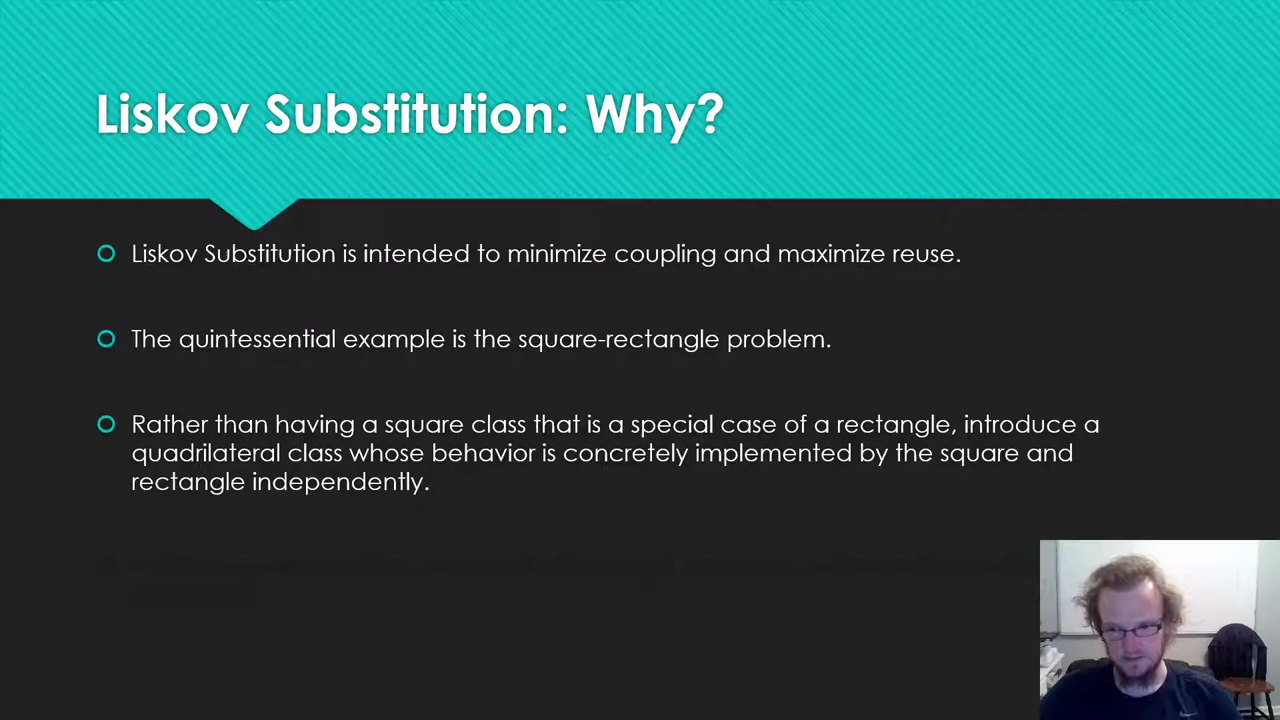 Liskov Substitution: Why?
Liskov Substitution is intended to minimize coupling and maximize reuse.
The quintessential example is the square-rectangle problem.
Rather than having a square class that is a special case of a rectangle, introduce a
quadrilateral class whose behavior is concretely implemented by the square and
rectangle independently.